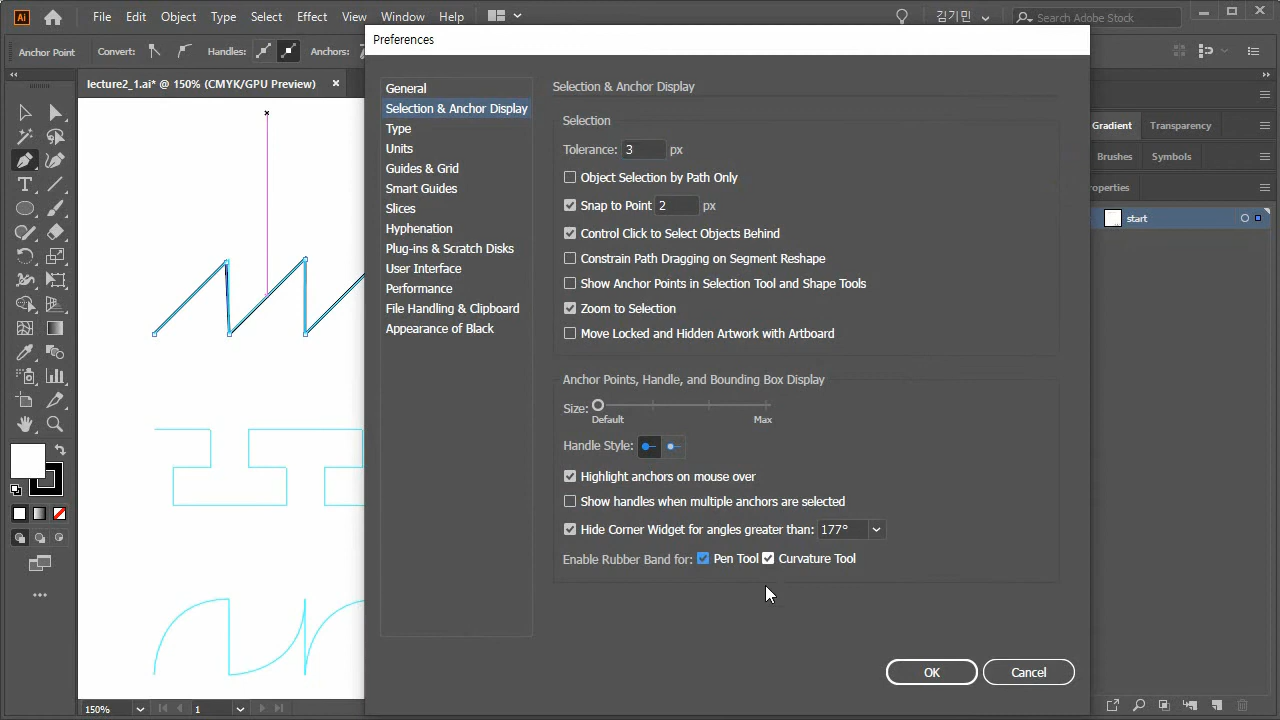 Ai File Edit Object Type Select Effect View Window Help 김기민 Search Adobe Stock
Preferences
Anchor Point Convert: Handles: Anchors:
lecture2_1.ai* @ 150% (CMYK/GPU Preview)
General
Selection & Anchor Display
Type
Units
Guides & Grid
Smart Guides
Slices
Hyphenation
Plug-ins & Scratch Disks
User Interface
Performance
File Handling & Clipboard
Appearance of Black
Selection & Anchor Display
Selection
Tolerance: 3 px
Object Selection by Path Only
Snap to Point 2 px
Control Click to Select Objects Behind
Constrain Path Dragging on Segment Reshape
Show Anchor Points in Selection Tool and Shape Tools
Zoom to Selection
Move Locked and Hidden Artwork with Artboard
Anchor Points, Handle, and Bounding Box Display
Size:
Default Max
Handle Style:
Highlight anchors on mouse over
Show handles when multiple anchors are selected
Hide Corner Widget for angles greater than: 177°
Enable Rubber Band for: Pen Tool Curvature Tool
OK Cancel
Gradient Transparency
Brushes Symbols
roperties
start
150% 1